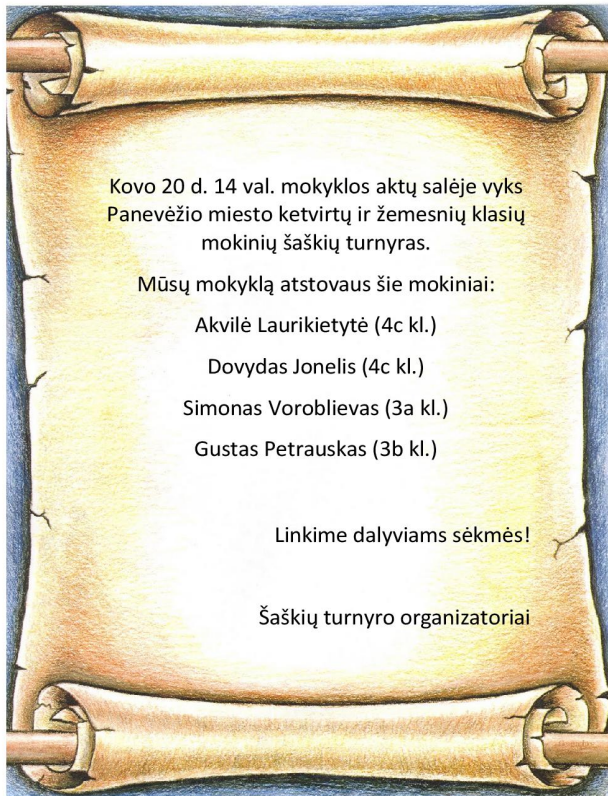 Kovo 20 d. 14 val. mokyklos aktų salėje vyks
Panevėžio miesto ketvirtų ir žemesnių klasių
mokinių šaškių turnyras.
Mūsų mokyklą atstovaus šie mokiniai:
Akvilė Laurikietytė (4c kl.)
Dovydas Jonelis (4c kl.)
Simonas Voroblievas (3a kl.)
Gustas Petrauskas (3b kl.)
Linkime dalyviams sėkmės!
Šaškių turnyro organizatoriai